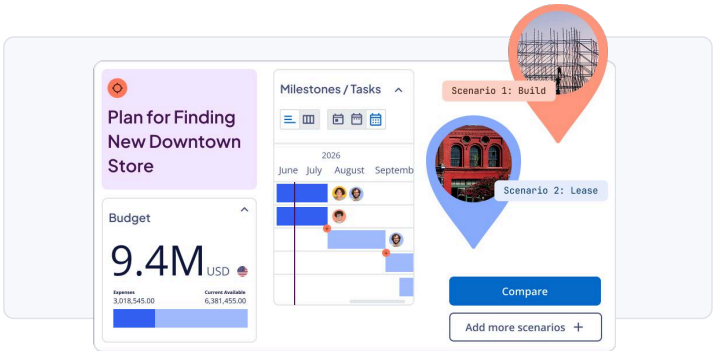 Plan for Finding
New Downtown
Store
Budget
9.4M USD
Expenses
Current Available
3,018,545.00
6,381,455.00
Milestones / Tasks
2026
June July August Septemb
Scenario 1: Build
Scenario 2: Lease
Compare
Add more scenarios +